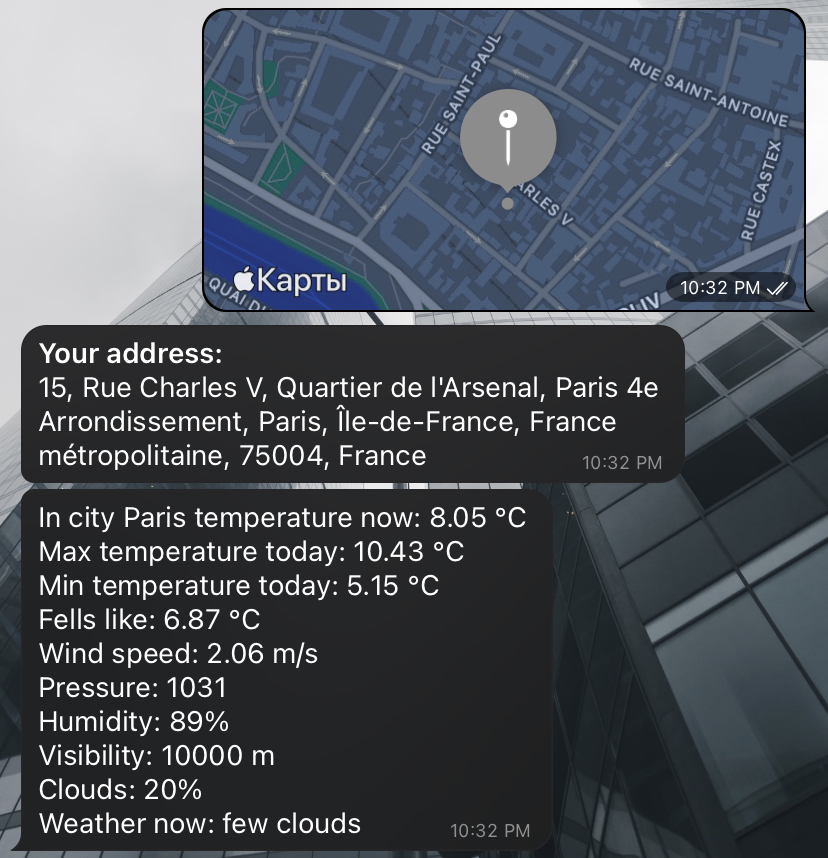 RUE SAINT-PAUL
RUE SAINT-ANTOINE
RUE CASTEX
ARLES V
Карты
QUAI DU
10:32 PM
Your address:
15, Rue Charles V, Quartier de l'Arsenal, Paris 4e
Arrondissement, Paris, Île-de-France, France
métropolitaine, 75004, France
10:32 PM
In city Paris temperature now: 8.05 °C
Max temperature today: 10.43 °C
Min temperature today: 5.15 °C
Fells like: 6.87 °C
Wind speed: 2.06 m/s
Pressure: 1031
Humidity: 89%
Visibility: 10000 m
Clouds: 20%
Weather now: few clouds
10:32 PM